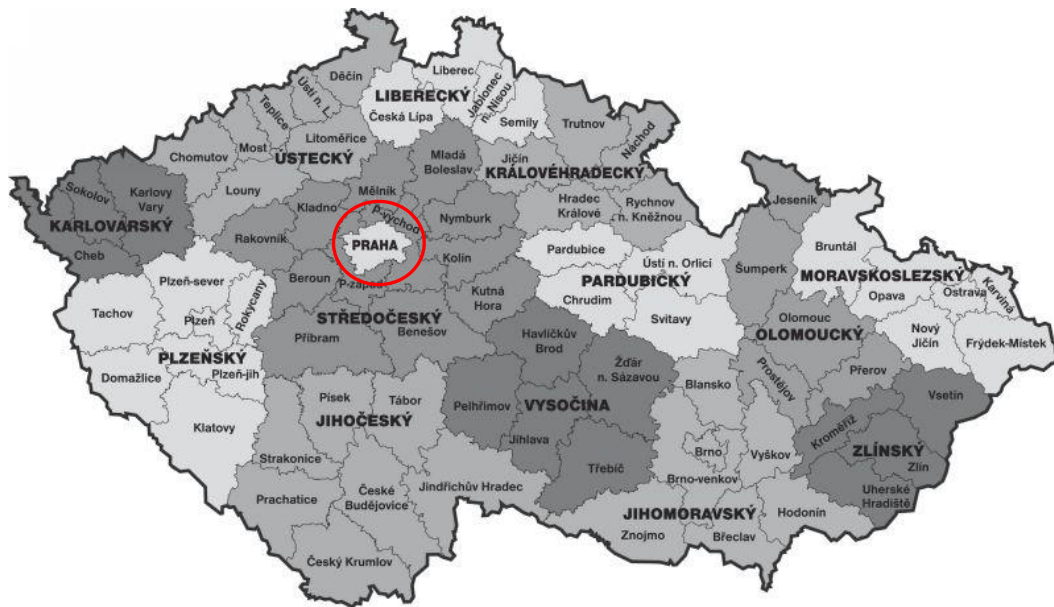 Děčín
Liberec
Ústí n. L.
Teplice
LIBERECKÝ
Jablonec
n. Nisou
Česká Lípa
Semily
Trutnov
Náchod
Chomutov
Most
Litoměřice
ÚSTECKÝ
Mladá
Boleslav
Jičín
KRÁLOVÉHRADECKÝ
Sokolov
Karlovy
Vary
Louny
Mělník
Hradec
Králové
Rychnov
n. Kněžnou
Jeseník
KARLOVARSKÝ
Kladno
P-východ
Nymburk
Cheb
Rakovník
PRAHA
Kolín
Pardubice
Ústí n. Orlicí
Šumperk
Bruntál
MORAVSKOSLEZSKÝ
Plzeň-sever
Rokycany
Beroun
P-západ
Kutná
Hora
PARDUBICKÝ
Chrudim
Opava
Ostrava
Karviná
Tachov
Plzeň
STŘEDOČESKÝ
Příbram
Benešov
Havlíčkův
Brod
Svitavy
Olomouc
OLOMOUCKÝ
Nový
Jičín
Frýdek-Místek
PLZEŇSKÝ
Plzeň-jih
Domažlice
Žďár
n. Sázavou
Prostějov
Přerov
Písek
Tábor
Pelhřimov
VYSOČINA
Blansko
Vsetín
Klatovy
JIHOČESKÝ
Jihlava
Kroměříž
Strakonice
Třebíč
Brno
Vyškov
ZLÍNSKÝ
Zlín
Prachatice
České
Budějovice
Jindřichův Hradec
Brno-venkov
Uherské
Hradiště
JIHOMORAVSKÝ
Hodonín
Znojmo
Břeclav
Český Krumlov